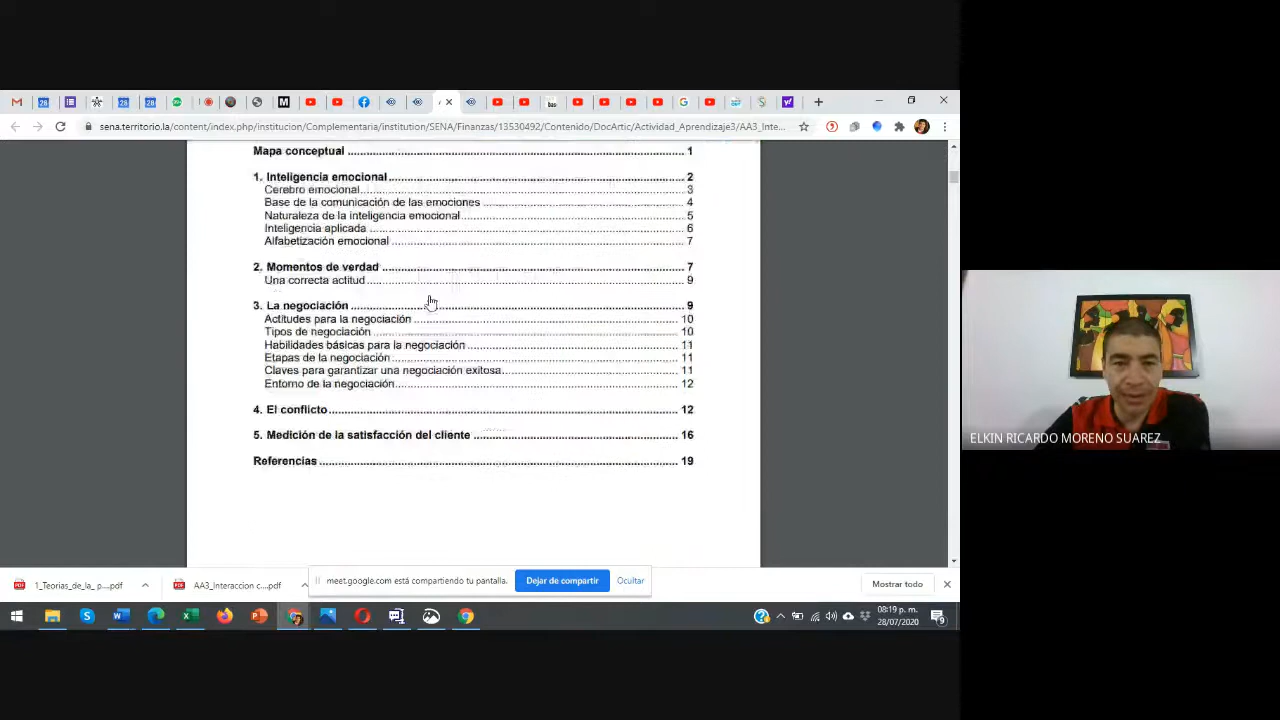 sena.territorio.la/content/index.php/institucion/Complementaria/institution/SENA/Finanzas/13530492/Contenido/DocArtic/Actividad_Aprendizaje3/AA3_Inte...
Mapa conceptual ........ 1
1. Inteligencia emocional ........ 2
Cerebro emocional ........ 3
Base de la comunicación de las emociones ........ 4
Naturaleza de la inteligencia emocional ........ 5
Inteligencia aplicada ........ 6
Alfabetización emocional ........ 7
2. Momentos de verdad ........ 7
Una correcta actitud ........ 9
3. La negociación ........ 9
Actitudes para la negociación ........ 10
Tipos de negociación ........ 10
Habilidades básicas para la negociación ........ 11
Etapas de la negociación ........ 11
Claves para garantizar una negociación exitosa ........ 11
Entorno de la negociación ........ 12
4. El conflicto ........ 12
5. Medición de la satisfacción del cliente ........ 16
Referencias ........ 19
ELKIN RICARDO MORENO SUAREZ
1_Teorias_de_la_ p....pdf
AA3_Interaccion c....pdf
meet.google.com está compartiendo tu pantalla.
Dejar de compartir
Ocultar
Mostrar todo
08:19 p. m.
28/07/2020
9